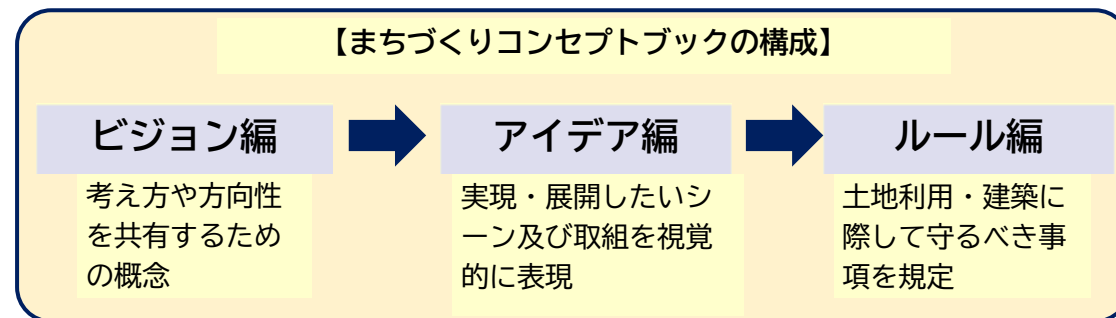 【まちづくりコンセプトブックの構成】
ビジョン編
考え方や方向性
を共有するため
の概念
アイデア編
実現・展開したいシ
ーン及び取組を視覚
的に表現
ルール編
土地利用・建築に
際して守るべき事
項を規定